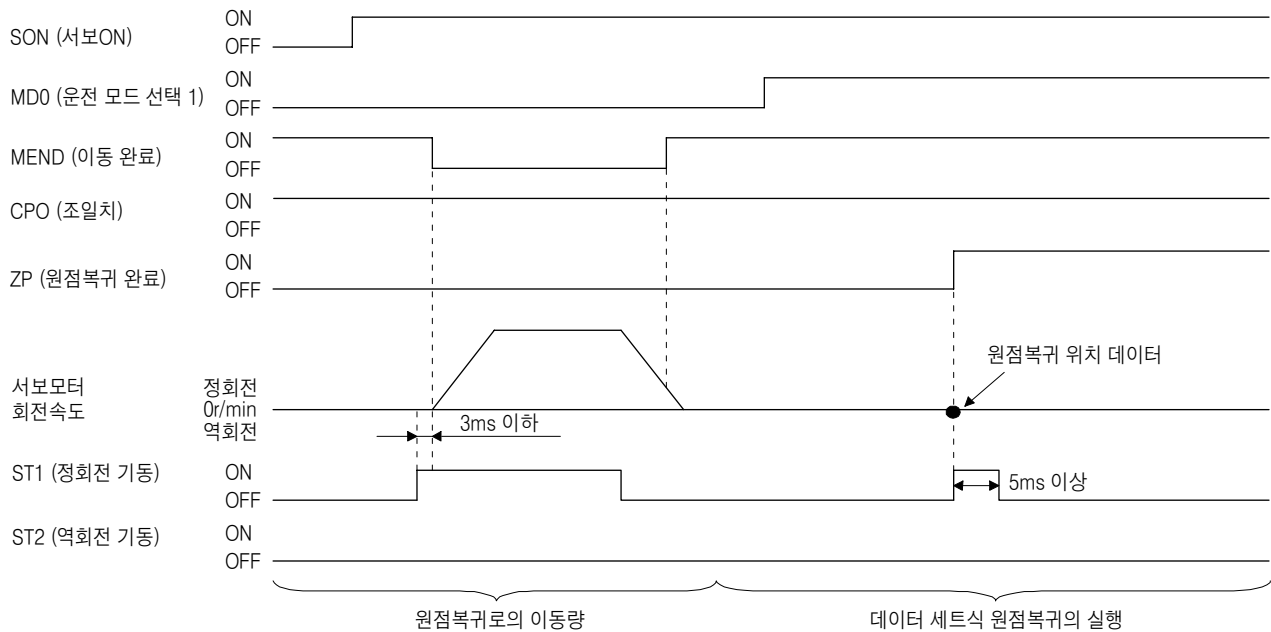 SON (서보ON)
ON
OFF
MD0 (운전 모드 선택 1)
ON
OFF
MEND (이동 완료)
ON
OFF
CPO (조일치)
ON
OFF
ZP (원점복귀 완료)
ON
OFF
원점복귀 위치 데이터
서보모터
회전속도
정회전
0r/min
역회전
3ms 이하
ST1 (정회전 기동)
ON
OFF
5ms 이상
ST2 (역회전 기동)
ON
OFF
원점복귀로의 이동량
데이터 세트식 원점복귀의 실행